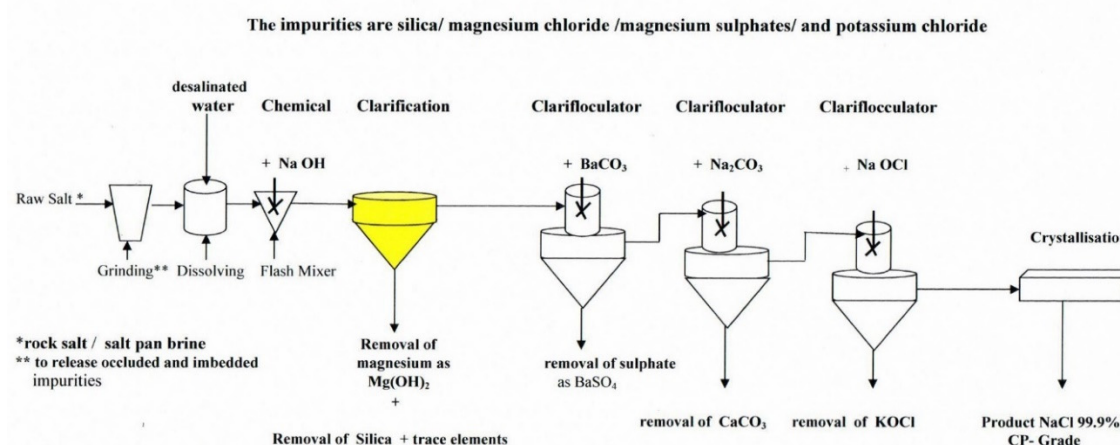 The impurities are silica/ magnesium chloride /magnesium sulphates/ and potassium chloride
desalinated
water
Chemical
Clarification
Clarifloculator
Clarifloculator
Clariflocculator
+ Na OH
+ BaCO₃
+ Na₂CO₃
+ Na OCl
Raw Salt *
Grinding**
Dissolving
Flash Mixer
Crystallisatio
*rock salt / salt pan brine
** to release occluded and imbedded
impurities
Removal of
magnesium as
Mg(OH)₂
+
Removal of Silica + trace elements
removal of sulphate
as BaSO₄
removal of CaCO₃
removal of KOCl
Product NaCl 99.9%
CP- Grade